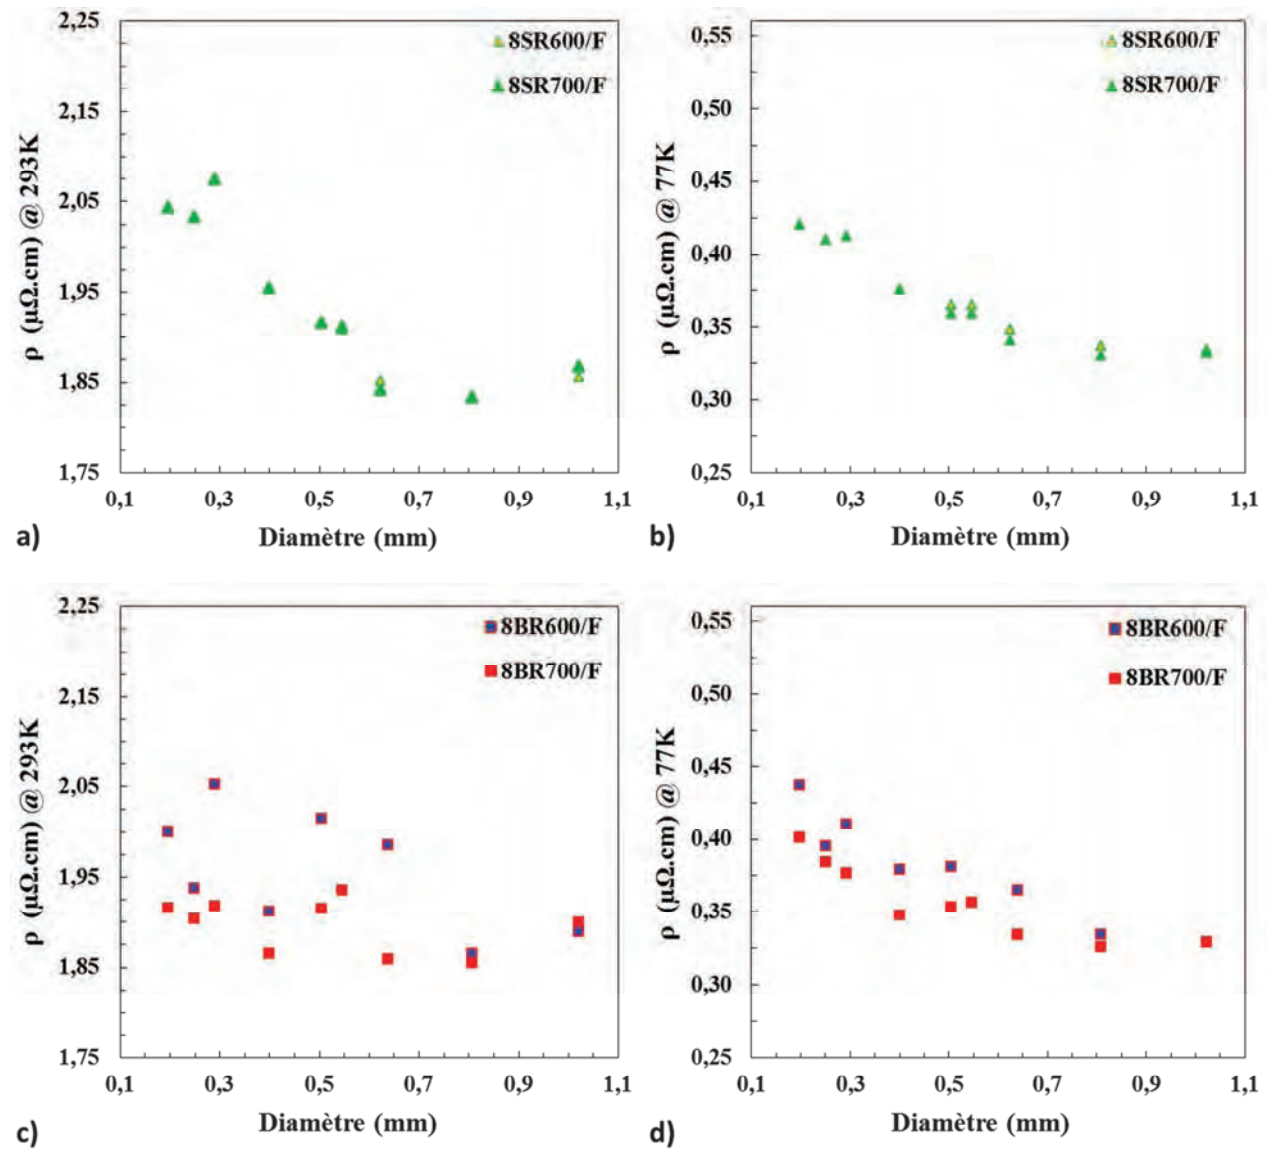 2,25
2,15
2,05
1,95
1,85
1,75
ρ (μΩ.cm) @ 293K
8SR600/F
8SR700/F
0,1 0,3 0,5 0,7 0,9 1,1
Diamètre (mm)
a)
0,55
0,50
0,45
0,40
0,35
0,30
0,25
ρ (μΩ.cm) @ 77K
8SR600/F
8SR700/F
0,1 0,3 0,5 0,7 0,9 1,1
Diamètre (mm)
b)
2,25
2,15
2,05
1,95
1,85
1,75
ρ (μΩ.cm) @ 293K
8BR600/F
8BR700/F
0,1 0,3 0,5 0,7 0,9 1,1
Diamètre (mm)
c)
0,55
0,50
0,45
0,40
0,35
0,30
0,25
ρ (μΩ.cm) @ 77K
8BR600/F
8BR700/F
0,1 0,3 0,5 0,7 0,9 1,1
Diamètre (mm)
d)